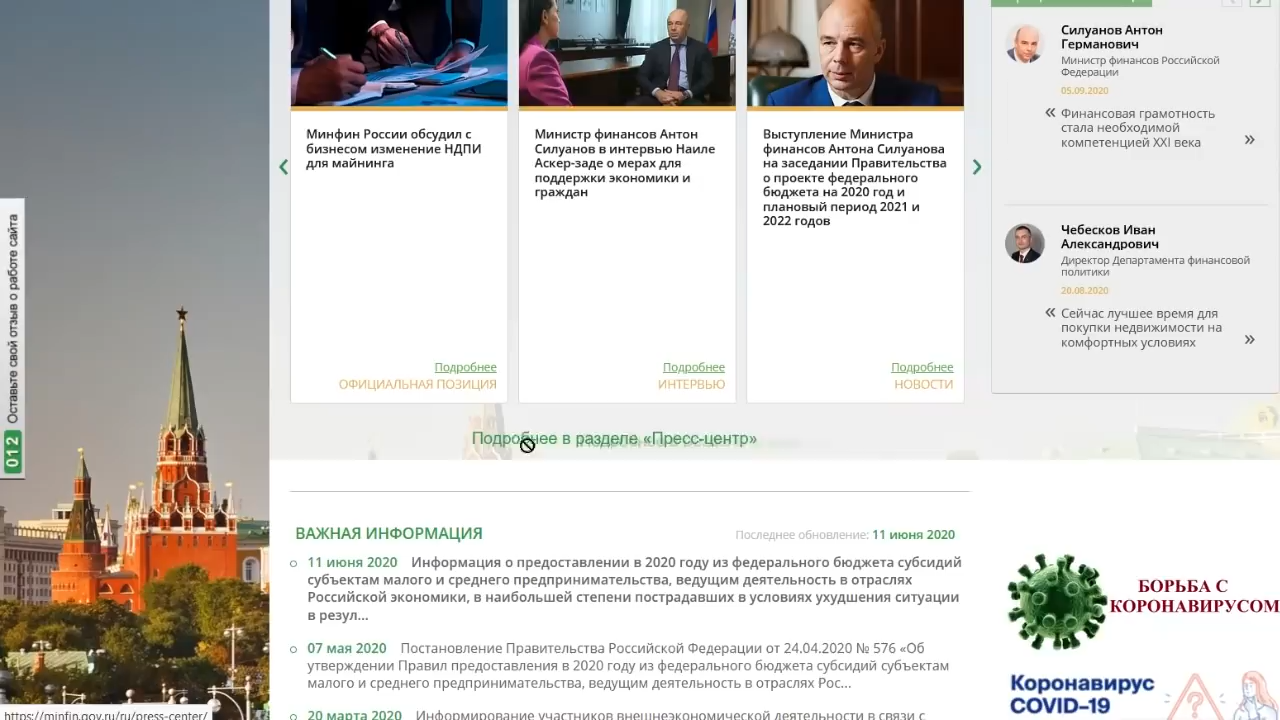 Минфин России обсудил с
бизнесом изменение НДПИ
для майнинга
Подробнее
ОФИЦИАЛЬНАЯ ПОЗИЦИЯ
Министр финансов Антон
Силуанов в интервью Наиле
Аскер-заде о мерах для
поддержки экономики и
граждан
Подробнее
ИНТЕРВЬЮ
Выступление Министра
финансов Антона Силуанова
на заседании Правительства
о проекте федерального
бюджета на 2020 год и
плановый период 2021 и
2022 годов
Подробнее
НОВОСТИ
Силуанов Антон
Германович
Министр финансов Российской
Федерации
05.09.2020
« Финансовая грамотность
стала необходимой
компетенцией XXI века »
Чебесков Иван
Александрович
Директор Департамента финансовой
политики
20.08.2020
« Сейчас лучшее время для
покупки недвижимости на
комфортных условиях »
Оставьте свой отзыв о работе сайта
012
Подробнее в разделе «Пресс-центр»
ВАЖНАЯ ИНФОРМАЦИЯ
Последнее обновление: 11 июня 2020
11 июня 2020 Информация о предоставлении в 2020 году из федерального бюджета субсидий
субъектам малого и среднего предпринимательства, ведущим деятельность в отраслях
Российской экономики, в наибольшей степени пострадавших в условиях ухудшения ситуации
в резул...
07 мая 2020 Постановление Правительства Российской Федерации от 24.04.2020 № 576 «Об
утверждении Правил предоставления в 2020 году из федерального бюджета субсидий субъектам
малого и среднего предпринимательства, ведущим деятельность в отраслях Рос...
20 марта 2020 Информирование участников внешнеэкономической деятельности в связи с
БОРЬБА С
КОРОНАВИРУСОМ
Коронавирус
COVID-19
https://minfin.gov.ru/ru/press-center/